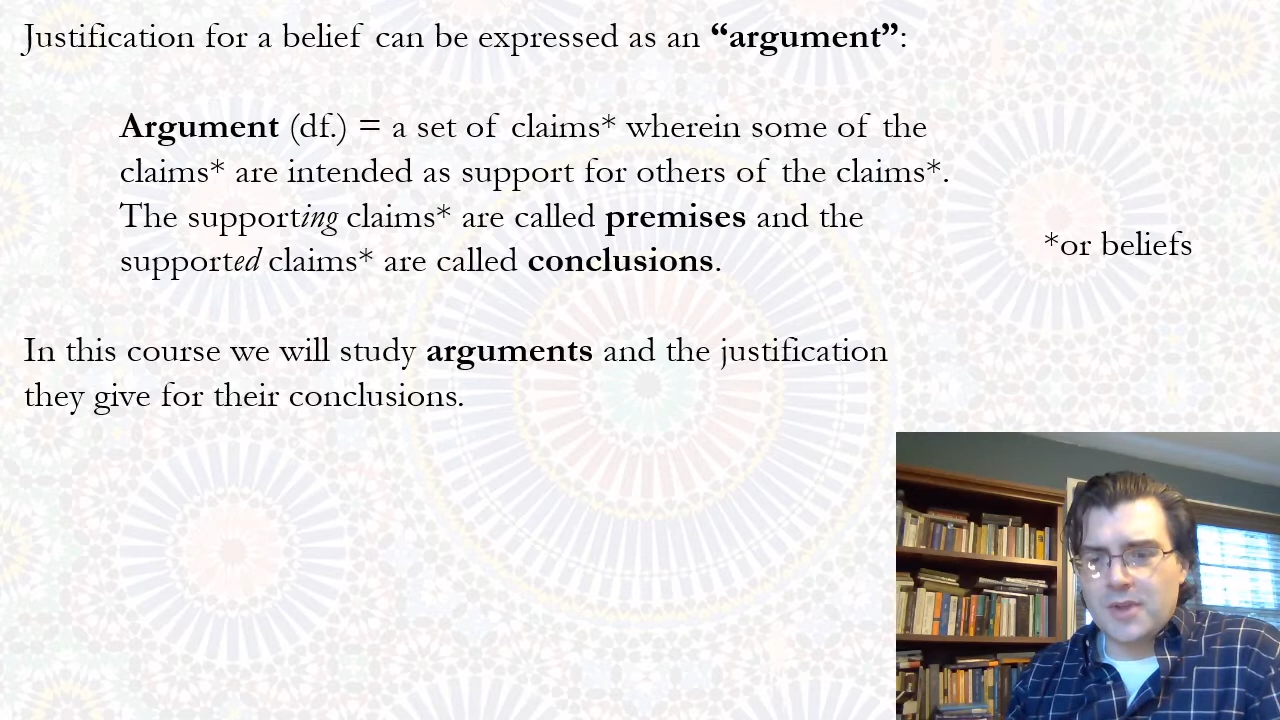 Justification for a belief can be expressed as an “argument”:
Argument (df.) = a set of claims* wherein some of the
claims* are intended as support for others of the claims*.
The supporting claims* are called premises and the
supported claims* are called conclusions.
*or beliefs
In this course we will study arguments and the justification
they give for their conclusions.